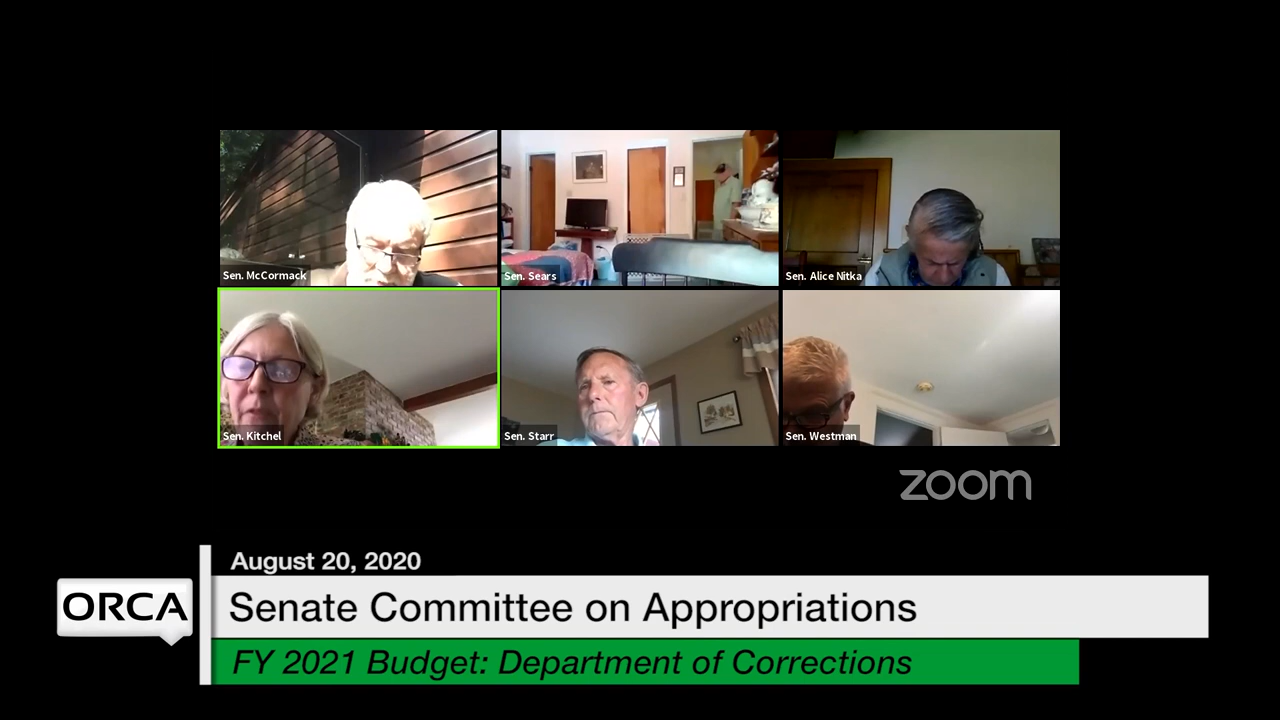 Sen. McCormack
Sen. Sears
Sen. Alice Nitka
Sen. Kitchel
Sen. Starr
Sen. Westman
zoom
August 20, 2020
ORCA
Senate Committee on Appropriations
FY 2021 Budget: Department of Corrections